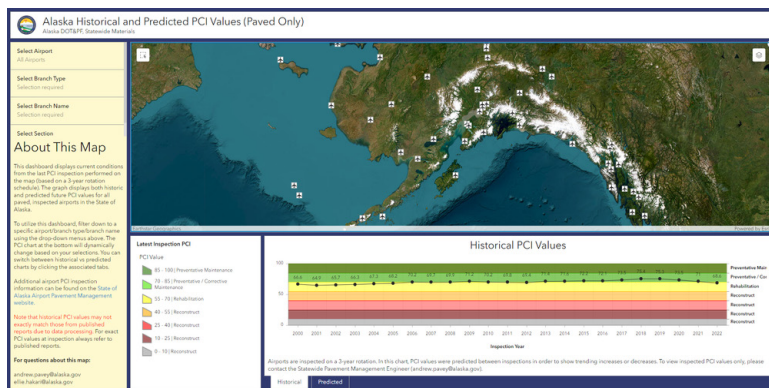 Alaska Historical and Predicted PCI Values (Paved Only)
Alaska DOT&PF, Statewide Materials
Select Airport
All Airports
Select Branch Type
Selection required
Select Branch Name
Selection required
Select Section
About This Map
This dashboard displays current conditions
from the last PCI inspection performed on
the map (based on a 3-year rotation
schedule). The graph displays both historic
and predicted future PCI values for all
paved, inspected airports in the State of
Alaska.
To utilize this dashboard, filter down to a
specific airport/branch type/branch name
using the drop-down menus above. The
PCI chart at the bottom will dynamically
change based on your selections. You can
switch between historical vs predicted
charts by clicking the associated tabs.
Additional airport PCI inspection
information can be found on the State of
Alaska Airport Pavement Management
website.
Note that historical PCI values may not
exactly match those from published
reports due to data processing. For exact
PCI values at inspection always refer to
published reports.
For questions about this map:
andrew.pavey@alaska.gov
ellie.hakari@alaska.gov
Earthstar Geographics
Powered by Esri
Latest Inspection PCI
PCI Value
85 - 100 | Preventative Maintenance
70 - 85 | Preventative / Corrective
Maintenance
55 - 70 | Rehabilitation
40 - 55 | Reconstruct
25 - 40 | Reconstruct
10 - 25 | Reconstruct
0 - 10 | Reconstruct
Historical PCI Values
100
50
0
Preventative Main
Preventative / Cor
Rehabilitation
Reconstruct
Reconstruct
Reconstruct
Reconstruct
2000 2001 2002 2003 2004 2005 2006 2007 2008 2009 2010 2011 2012 2013 2014 2015 2016 2017 2018 2019 2020 2021 2022
Inspection Year
Airports are inspected on a 3-year rotation. In this chart, PCI values were predicted between inspections in order to show trending increases or decreases. To view inspected PCI values only, please
contact the Statewide Pavement Management Engineer (andrew.pavey@alaska.gov).
Historical Predicted